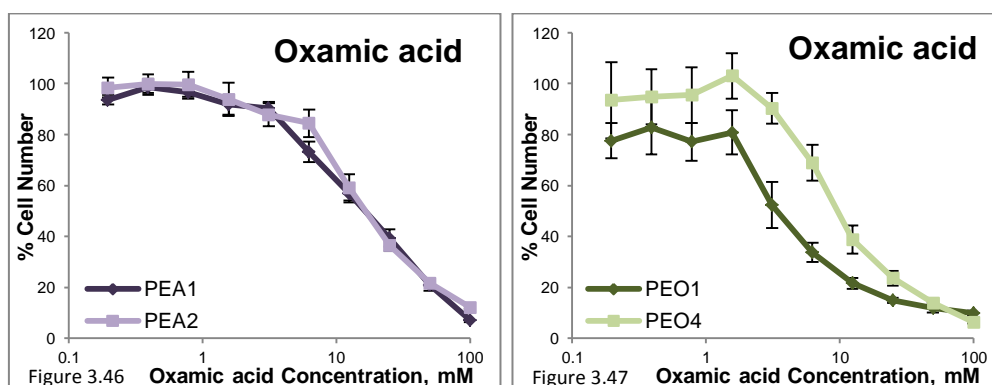 Oxamic acid
120
100
80
60
40
20
0
% Cell Number
PEA1
PEA2
0.1 1 10 100
Figure 3.46 Oxamic acid Concentration, mM
Oxamic acid
120
100
80
60
40
20
0
% Cell Number
PEO1
PEO4
0.1 1 10 100
Figure 3.47 Oxamic acid Concentration, mM